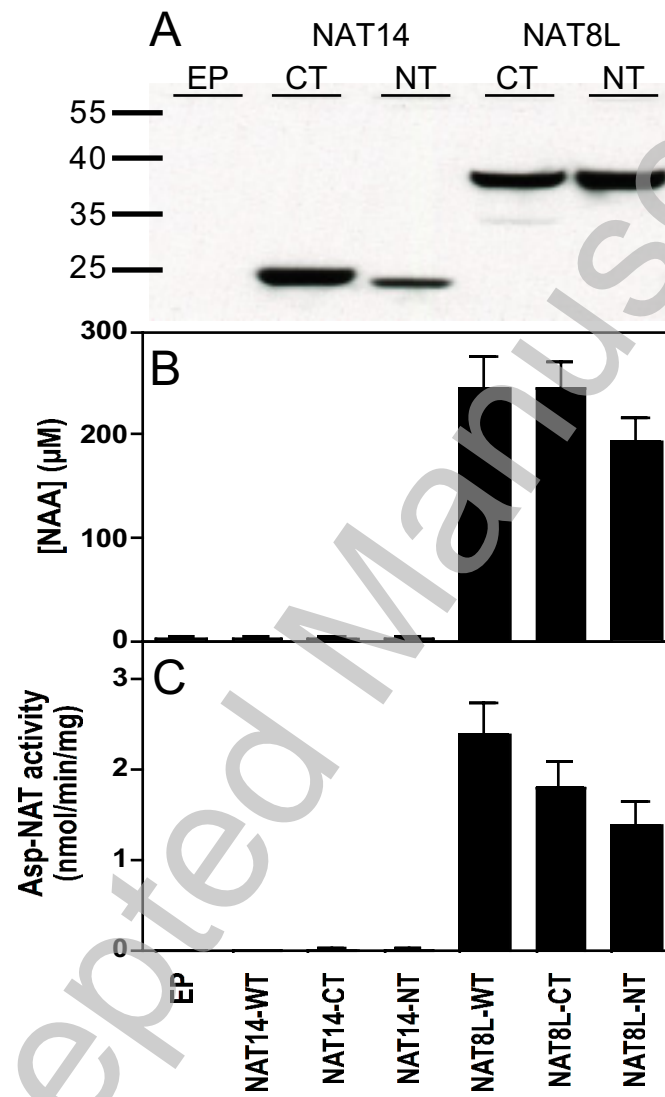 A
NAT14 NAT8L
EP CT NT CT NT
55
40
35
25
B
[NAA] (µM)
300
200
100
0
C
Asp-NAT activity
(nmol/min/mg)
3
2
1
0
EP
NAT14-WT
NAT14-CT
NAT14-NT
NAT8L-WT
NAT8L-CT
NAT8L-NT
epted Manusc